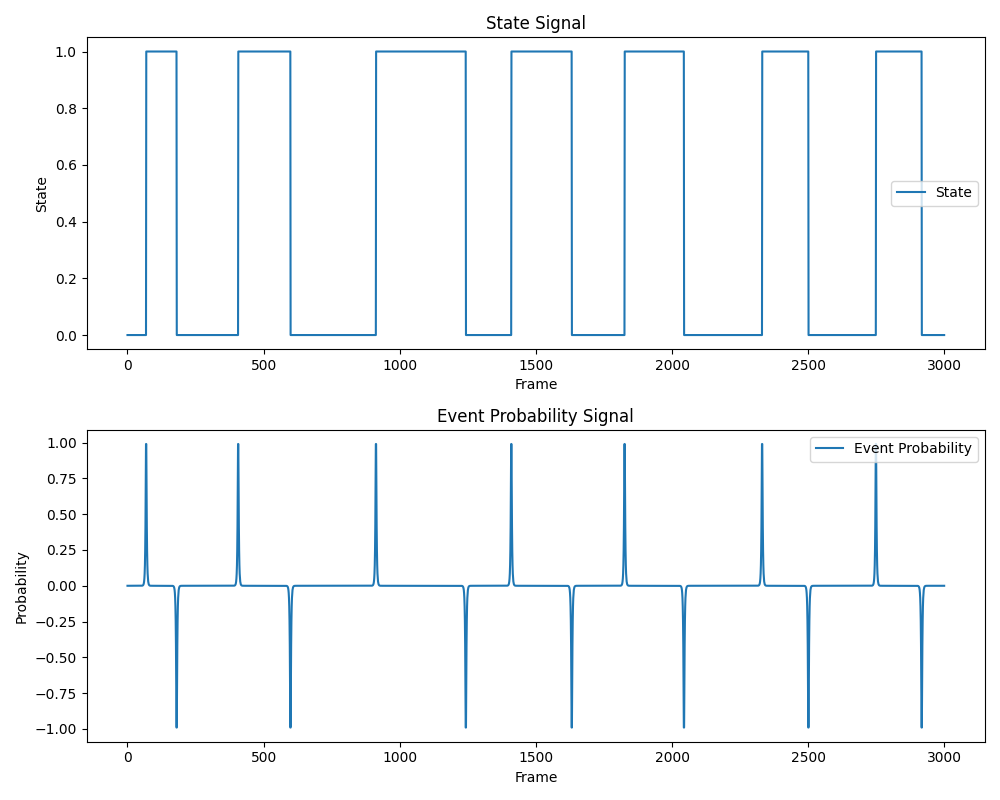 State Signal
1.0
0.8
0.6
0.4
0.2
0.0
State
State
0 500 1000 1500 2000 2500 3000
Frame
Event Probability Signal
1.00
0.75
0.50
0.25
0.00
−0.25
−0.50
−0.75
−1.00
Probability
Event Probability
0 500 1000 1500 2000 2500 3000
Frame